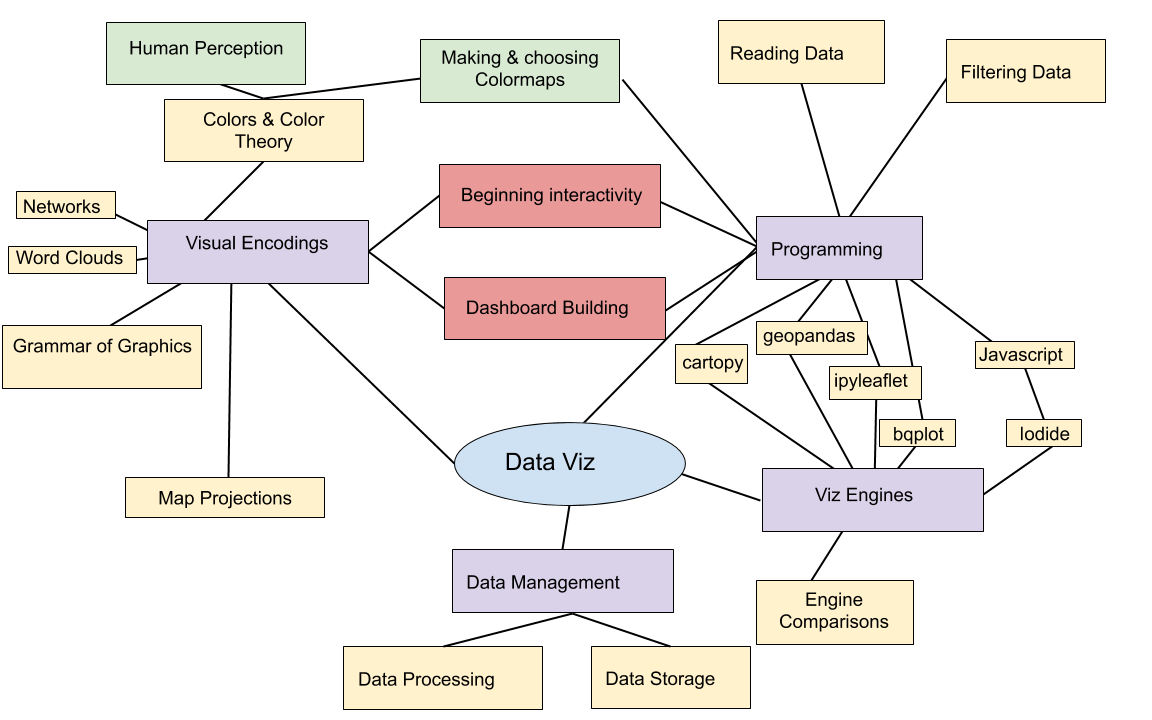 Human Perception
Making & choosing
Colormaps
Reading Data
Filtering Data
Colors & Color
Theory
Networks
Word Clouds
Visual Encodings
Beginning interactivity
Programming
Dashboard Building
Grammar of Graphics
geopandas
cartopy
Javascript
ipyleaflet
bqplot
Iodide
Data Viz
Map Projections
Viz Engines
Data Management
Engine
Comparisons
Data Processing
Data Storage